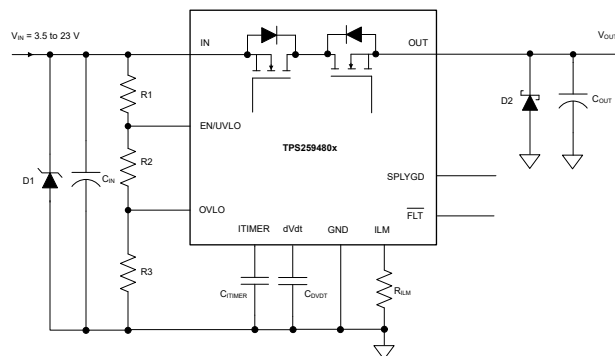 V_IN = 3.5 to 23 V
IN
OUT
V_OUT
R1
EN/UVLO
D2
C_OUT
TPS259480x
R2
D1
C_IN
SPLYGD
OVLO
FLT
ITIMER dVdt GND ILM
R3
C_ITIMER
C_DVDT
R_ILM